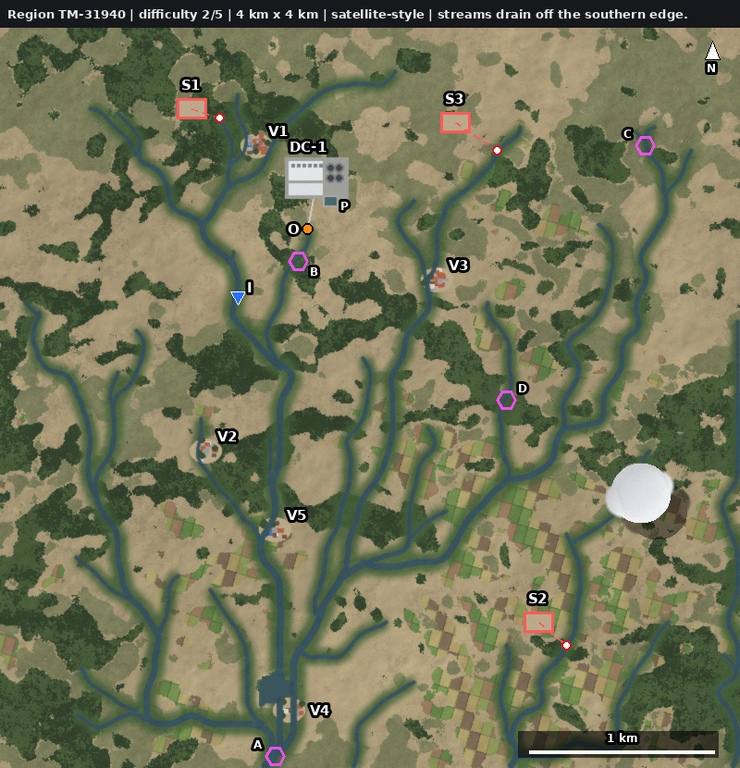 Region TM-31940 | difficulty 2/5 | 4 km x 4 km | satellite-style | streams drain off the southern edge.
N
S1
S3
V1
C
DC-1
P
O
B
V3
I
D
V2
V5
S2
V4
A
1 km